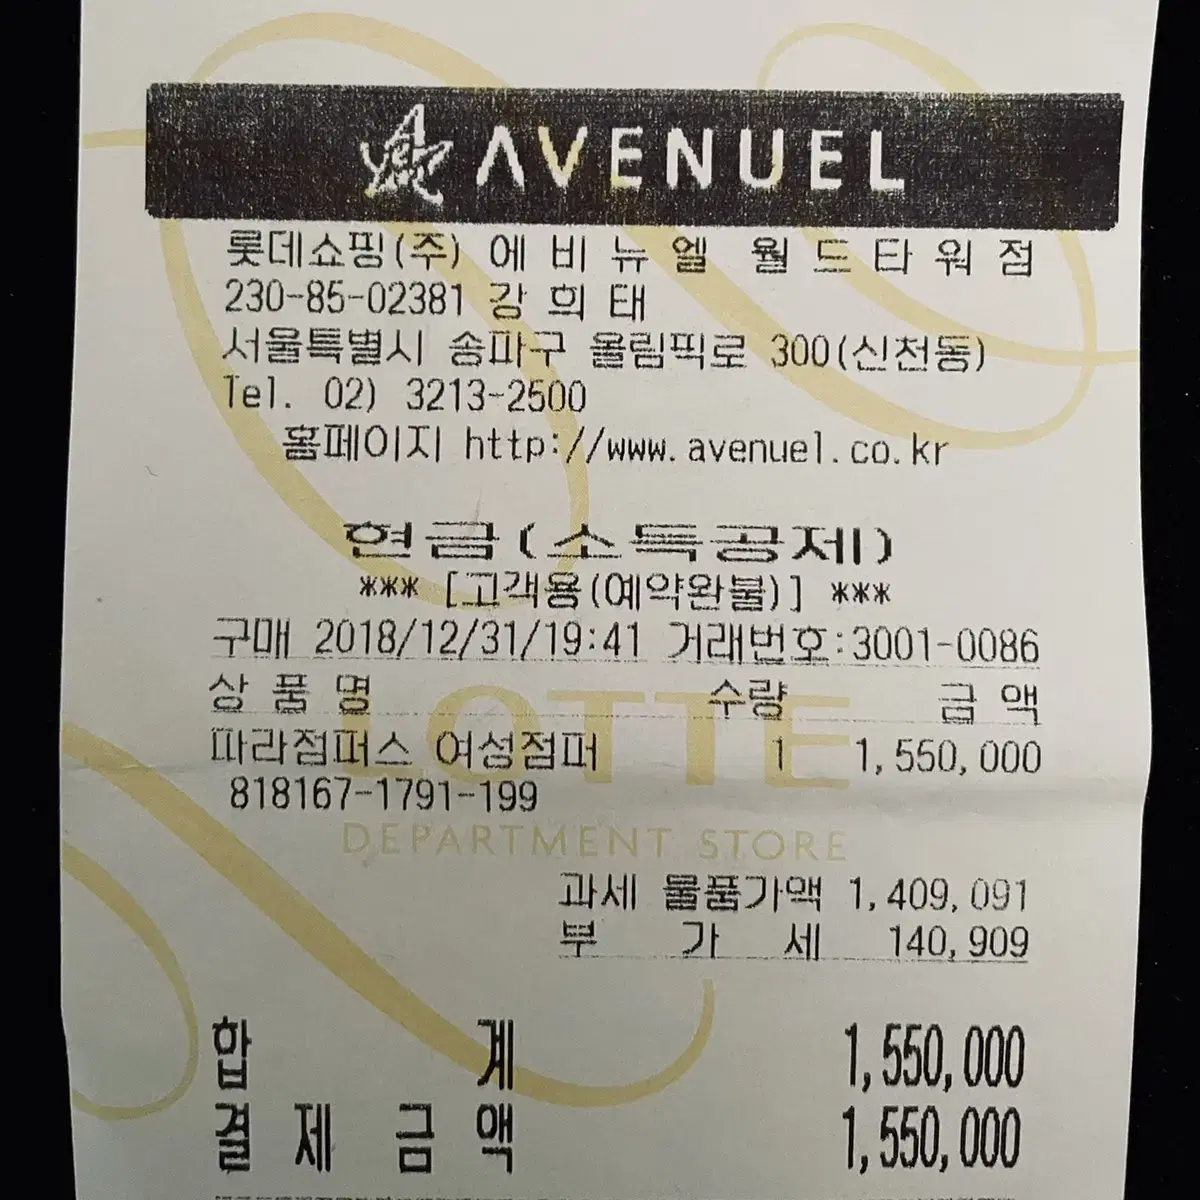 AVENUEL
롯데쇼핑(주) 에 비 뉴 엘 월 드 타 워 점
230-85-02381 강 희 태
서울특별시 송파구 올림픽로 300(신천동)
Tel. 02) 3213-2500
홈페이지 http://www.avenuel.co.kr
현금(소득공제)
*** [고객용(예약완불)] ***
구매 2018/12/31/19:41 거래번호:3001-0086
상 품 명 수량 금 액
따라점퍼스 여성점퍼 1 1,550,000
818167-1791-199
LOTTE
DEPARTMENT STORE
과세 물품가액 1,409,091
부 가 세 140,909
합 계 1,550,000
결 제 금 액 1,550,000